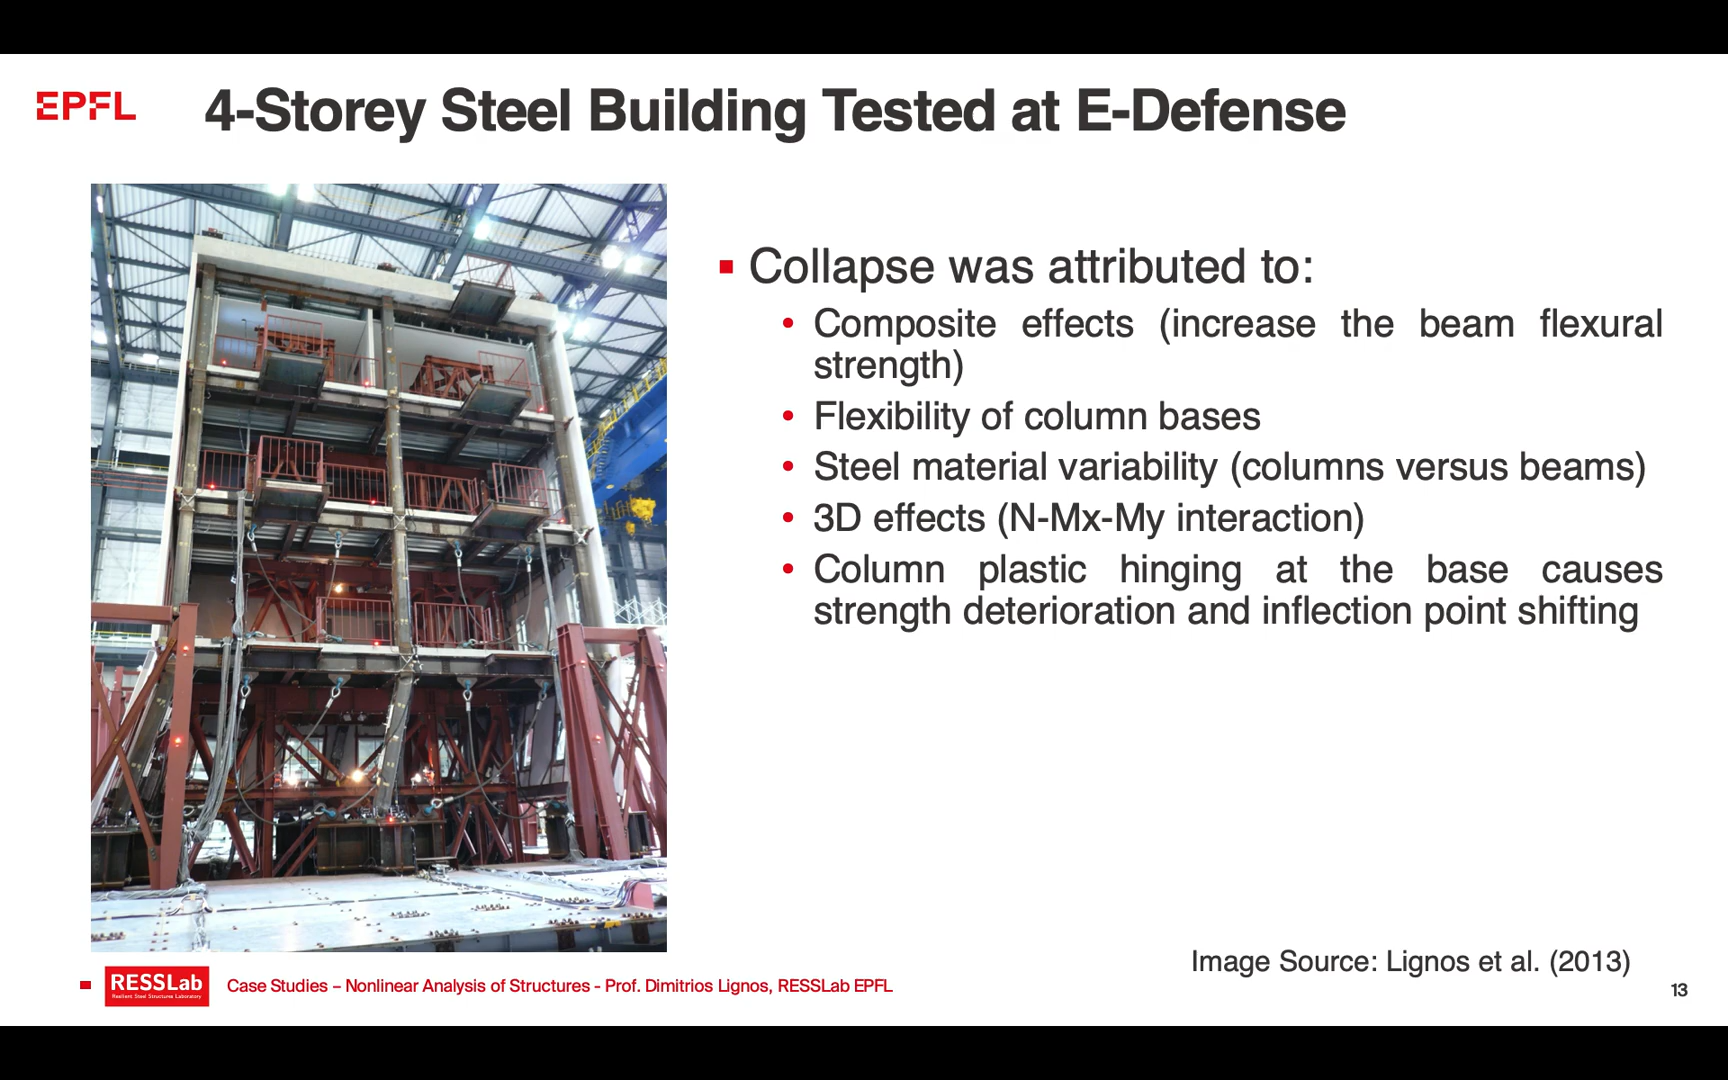 EPFL
4-Storey Steel Building Tested at E-Defense
Collapse was attributed to:
Composite effects (increase the beam flexural
strength)
Flexibility of column bases
Steel material variability (columns versus beams)
3D effects (N-Mx-My interaction)
Column plastic hinging at the base causes
strength deterioration and inflection point shifting
Image Source: Lignos et al. (2013)
RESSLab
Resilient Steel Structures Laboratory
Case Studies – Nonlinear Analysis of Structures - Prof. Dimitrios Lignos, RESSLab EPFL
13